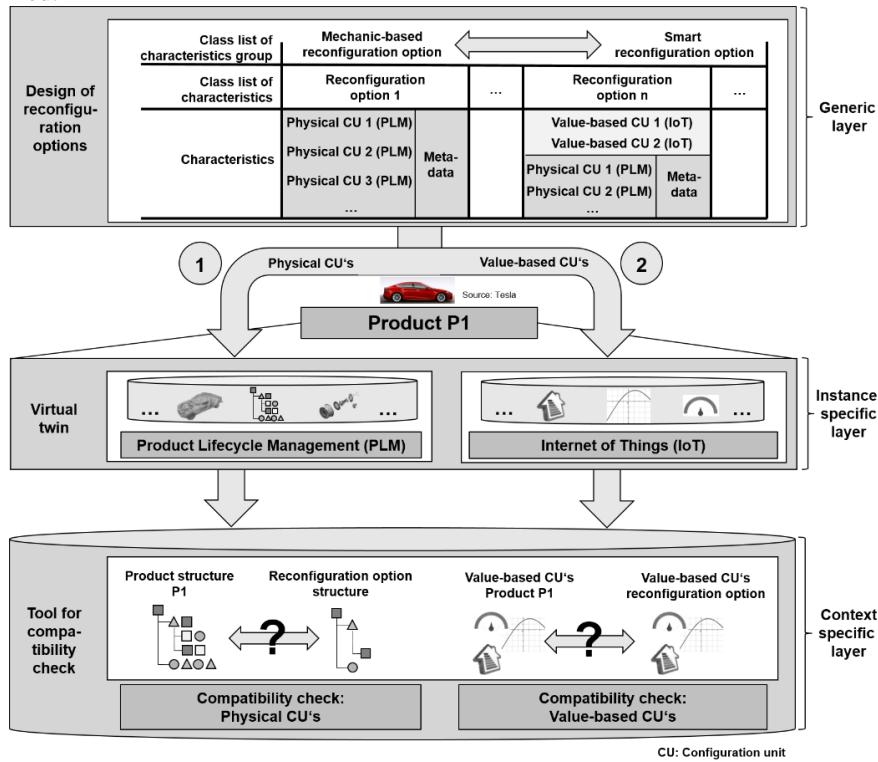 Class list of
characteristics group
Mechanic-based
reconfiguration option
Smart
reconfiguration option
Design of
reconfigu-
ration
options
Class list of
characteristics
Reconfiguration
option 1
...
Reconfiguration
option n
...
Generic
layer
Characteristics
Physical CU 1 (PLM)
Physical CU 2 (PLM)
Physical CU 3 (PLM)
...
Meta-
data
Value-based CU 1 (IoT)
Value-based CU 2 (IoT)
Physical CU 1 (PLM)
Physical CU 2 (PLM)
...
Meta-
data
1
Physical CU‘s
Value-based CU‘s
2
Source: Tesla
Product P1
Virtual
twin
...
...
Product Lifecycle Management (PLM)
...
...
Internet of Things (IoT)
Instance
specific
layer
Tool for
compa-
tibility
check
Product structure
P1
Reconfiguration option
structure
?
Value-based CU‘s
Product P1
Value-based CU‘s
reconfiguration option
?
Context
specific
layer
Compatibility check:
Physical CU‘s
Compatibility check:
Value-based CU‘s
CU: Configuration unit